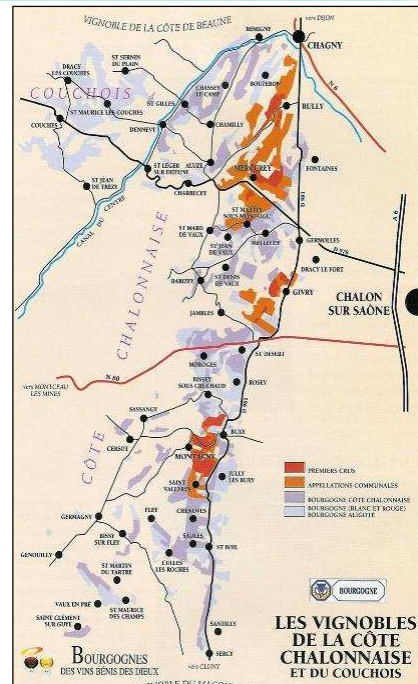 VIGNOBLE DE LA CÔTE DE BEAUNE
vers DIJON
REMIGNY
CHAGNY
ST SERNIN
DU PLAIN
DRACY
LES COUCHES
CHASSEY
LE CAMP
BOUZERON
N 6
COUCHOIS
ST GILLES
RULLY
ST MAURICE LES COUCHES
COUCHES
DENNEVY
CHAMILLY
ST LÉGER
SUR DHEUNE
ALUZE
MERCUREY
FONTAINES
ST JEAN
DE TREZY
CHARRECEY
D 981
A 6
CANAL DU CENTRE
ST MARTIN
SOUS MONTAIGU
ST MARD
DE VAUX
ST JEAN
DE VAUX
MELLECEY
GERMOLLES
D 978
DRACY LE FORT
BARIZEY
ST DENIS
DE VAUX
GIVRY
CHALON
SUR SAÔNE
JAMBLES
CÔTE CHALONNAISE
ST DESERT
MOROGES
N 80
vers MONTCEAU
LES MINES
BISSEY
SOUS CRUCHAUD
ROSEY
D 981
SASSANGY
BUXY
CERSOT
MONTAGNY
JULLY
LES BUXY
SAINT
VALLERIN
PREMIERS CRUS
APPELLATIONS COMMUNALES
BOURGOGNE CÔTE CHALONNAISE
BOURGOGNE (BLANC ET ROUGE)
BOURGOGNE ALIGOTÉ
GERMAGNY
FLEY
CHENOVES
BISSY
SUR FLEY
SAULES
ST BOIL
GENOUILLY
CULLES
LES ROCHES
ST MARTIN
DU TARTRE
VAUX EN PRÉ
ST MAURICE
DES CHAMPS
SAINT CLÉMENT
SUR GUYE
SANTILLY
SERCY
vers CLUNY
BOURGOGNE
LES VIGNOBLES
DE LA CÔTE
CHALONNAISE
ET DU COUCHOIS
BOURGOGNES
DES VINS BÉNIS DES DIEUX